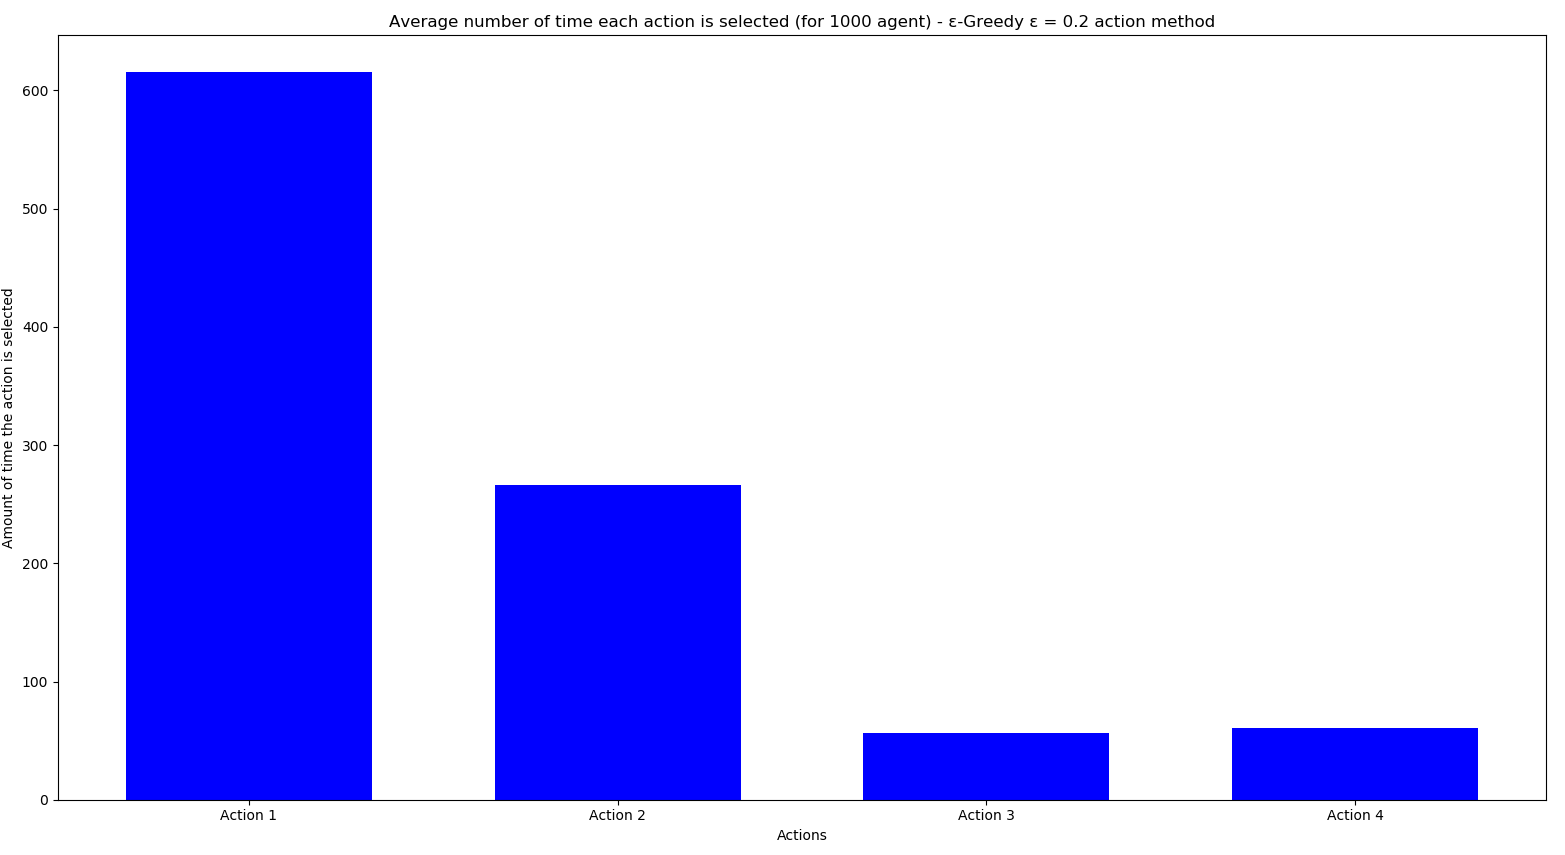 Average number of time each action is selected (for 1000 agent) - ε-Greedy ε = 0.2 action method
Amount of time the action is selected
600
500
400
300
200
100
0
Action 1
Action 2
Action 3
Action 4
Actions